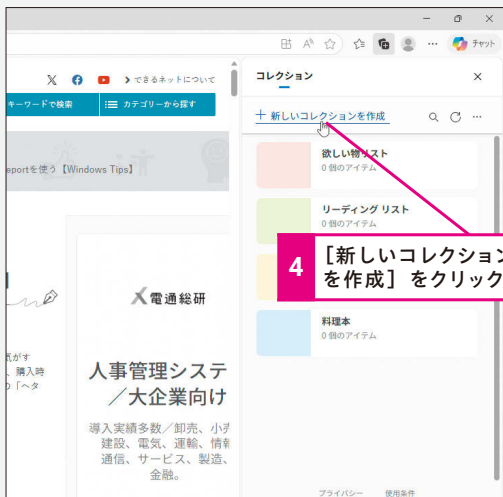 チャット
できるネットについて
コレクション
キーワードで検索
カテゴリーから探す
新しいコレクションを作成
eportを使う【Windows Tips】
欲しい物リスト
0 個のアイテム
リーディング リスト
0 個のアイテム
4 [新しいコレクション
を作成] をクリック
料理本
0 個のアイテム
電通総研
気がす
、購入時
の「ヘタ
人事管理システ
／大企業向け
導入実績多数／卸売、小売
建設、電気、運輸、情報
通信、サービス、製造、
金融。
プライバシー 使用条件